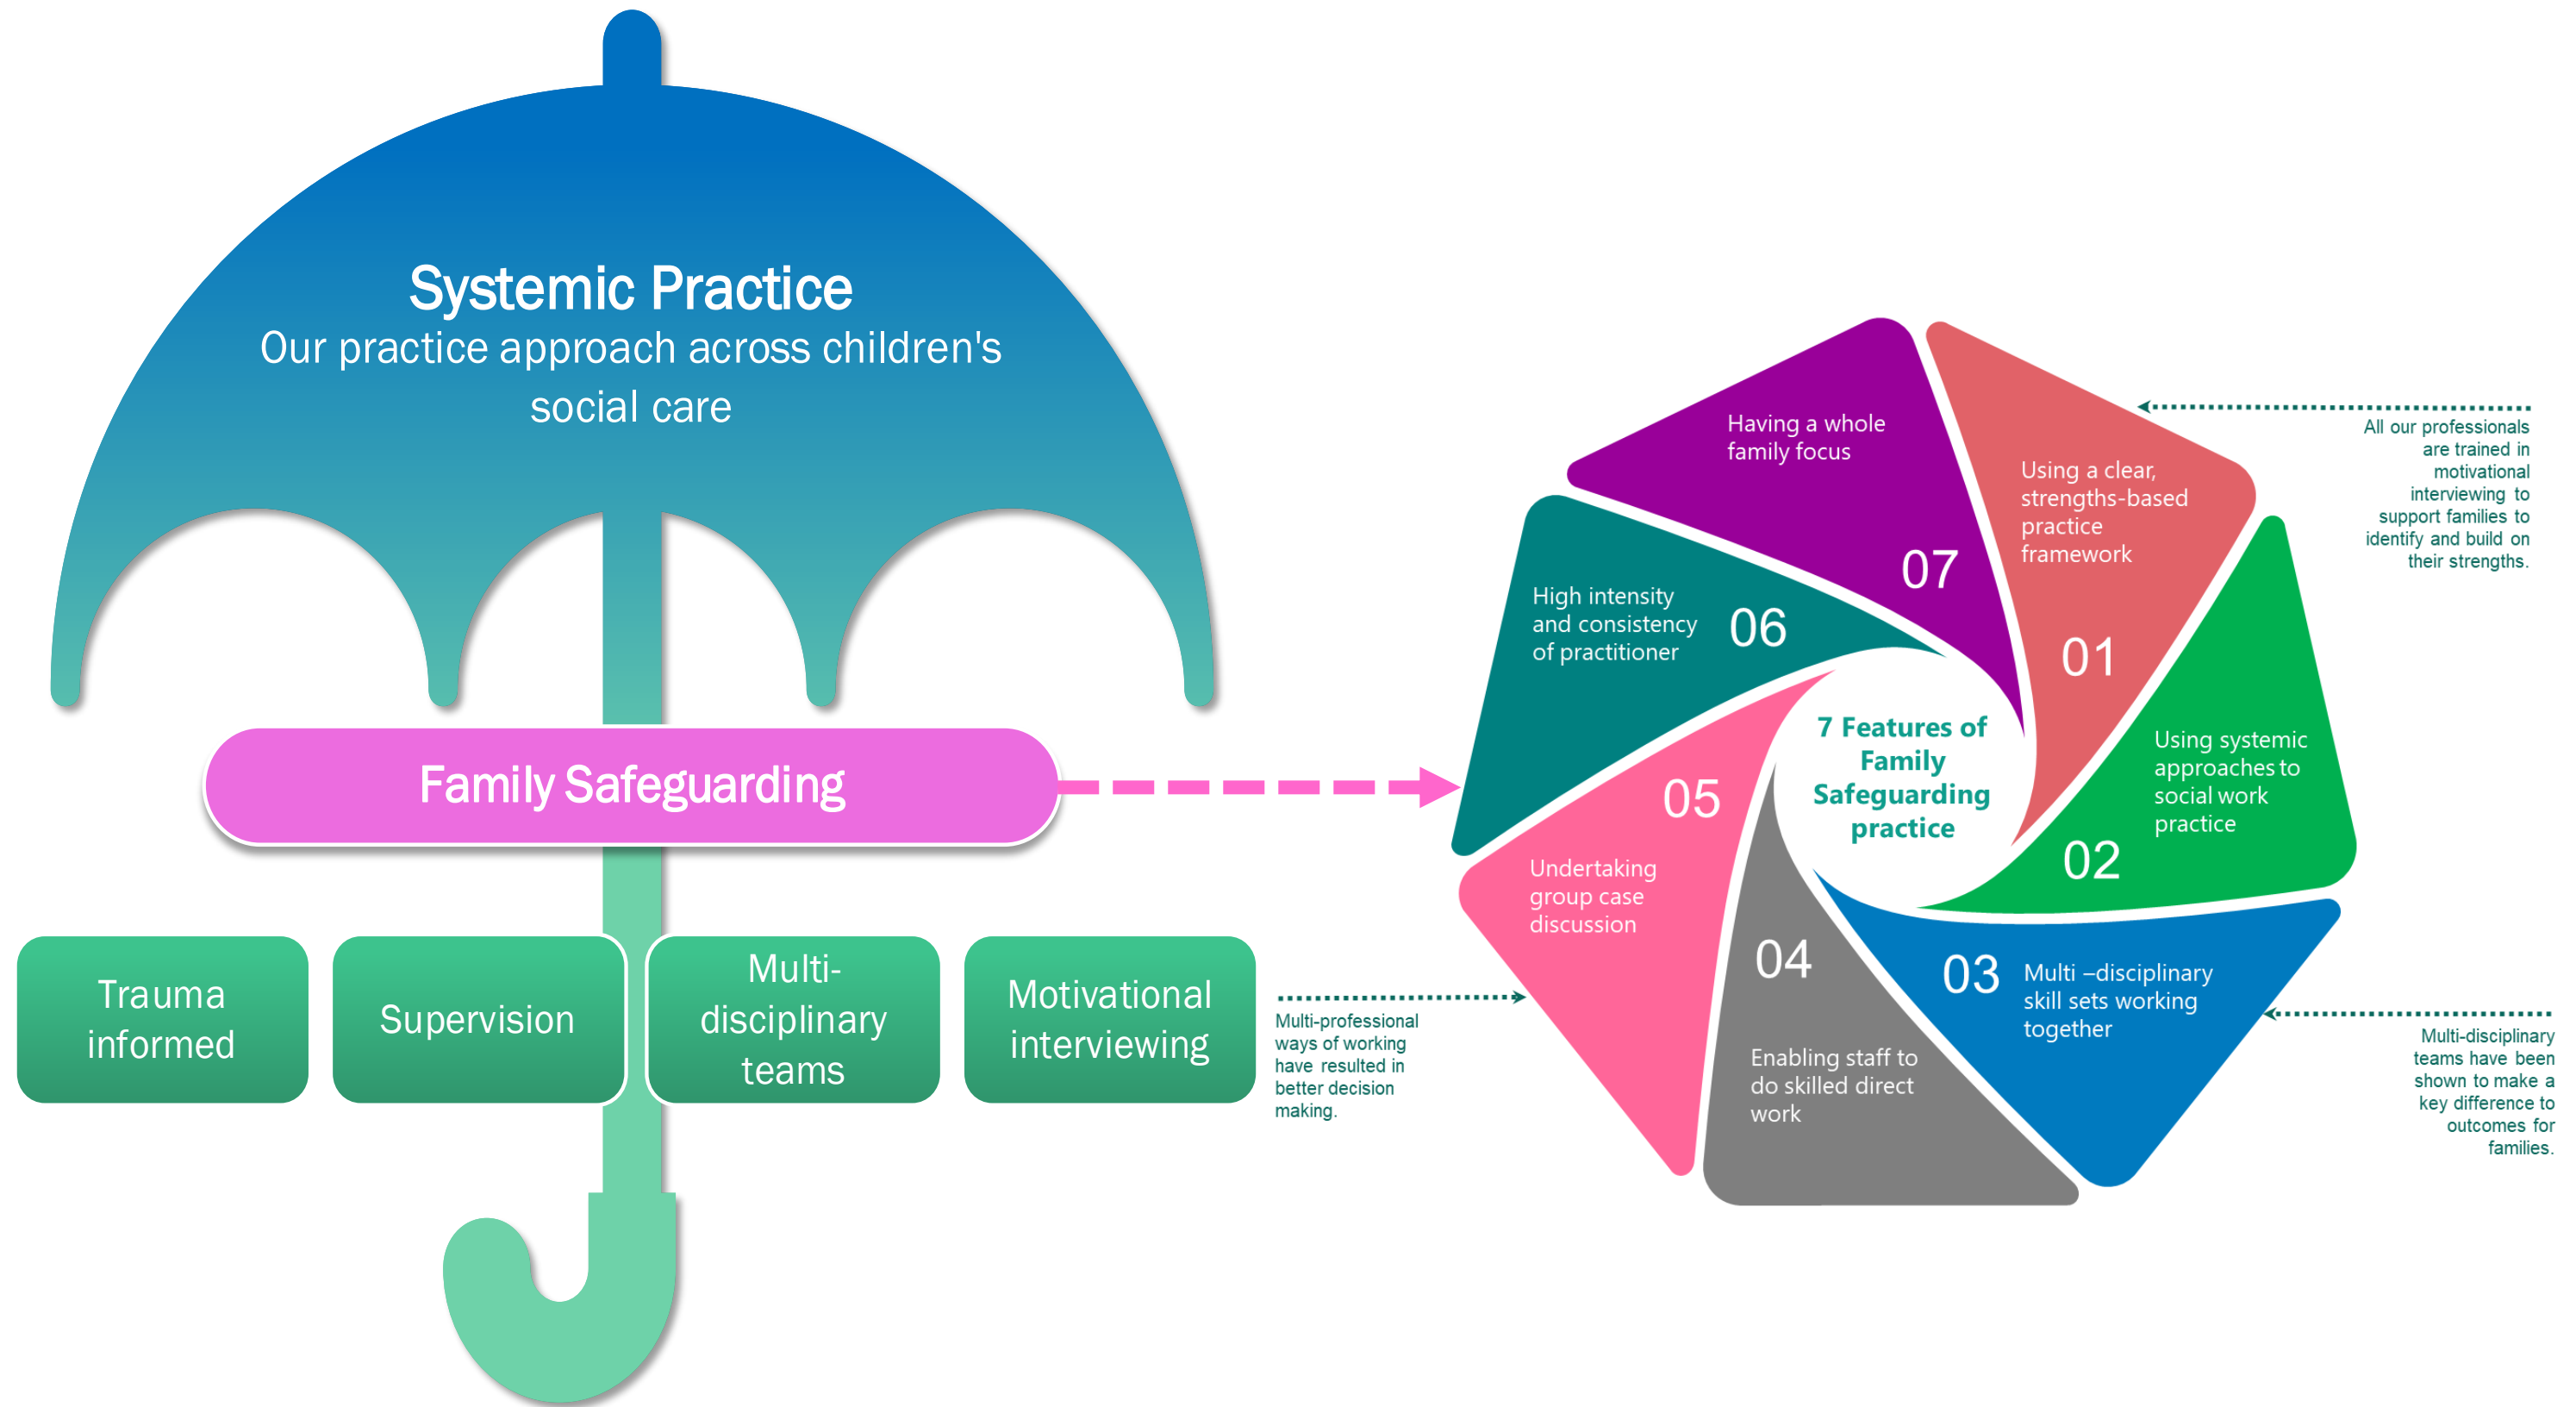 Systemic Practice
Our practice approach across children's
social care
Family Safeguarding
Trauma
informed
Supervision
Multi-
disciplinary
teams
Motivational
interviewing
7 Features of
Family
Safeguarding
practice
Using a clear,
strengths-based
practice
framework
01
All our professionals
are trained in
motivational
interviewing to
support families to
identify and build on
their strengths.
Using systemic
approaches to
social work
practice
02
03
Multi –disciplinary
skill sets working
together
Multi-disciplinary
teams have been
shown to make a
key difference to
outcomes for
families.
04
Enabling staff to
do skilled direct
work
05
Undertaking
group case
discussion
Multi-professional
ways of working
have resulted in
better decision
making.
High intensity
and consistency
of practitioner
06
Having a whole
family focus
07